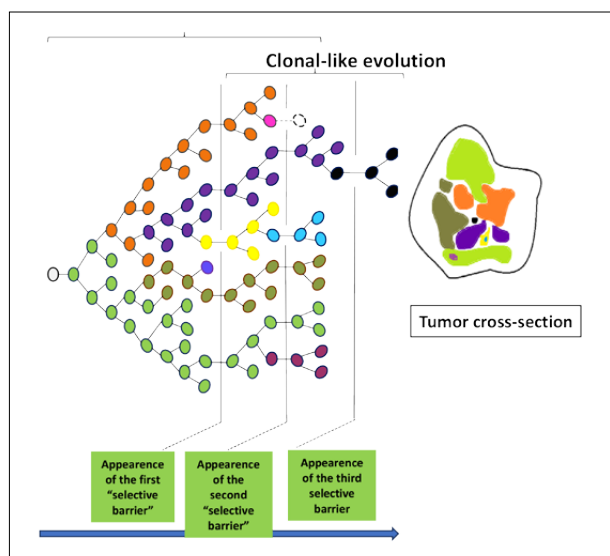 Clonal-like evolution
Tumor cross-section
Appearence
of the first
“selective
barrier”
Appearence
of the
second
“selective
barrier”
Appearence
of the third
selective
barrier